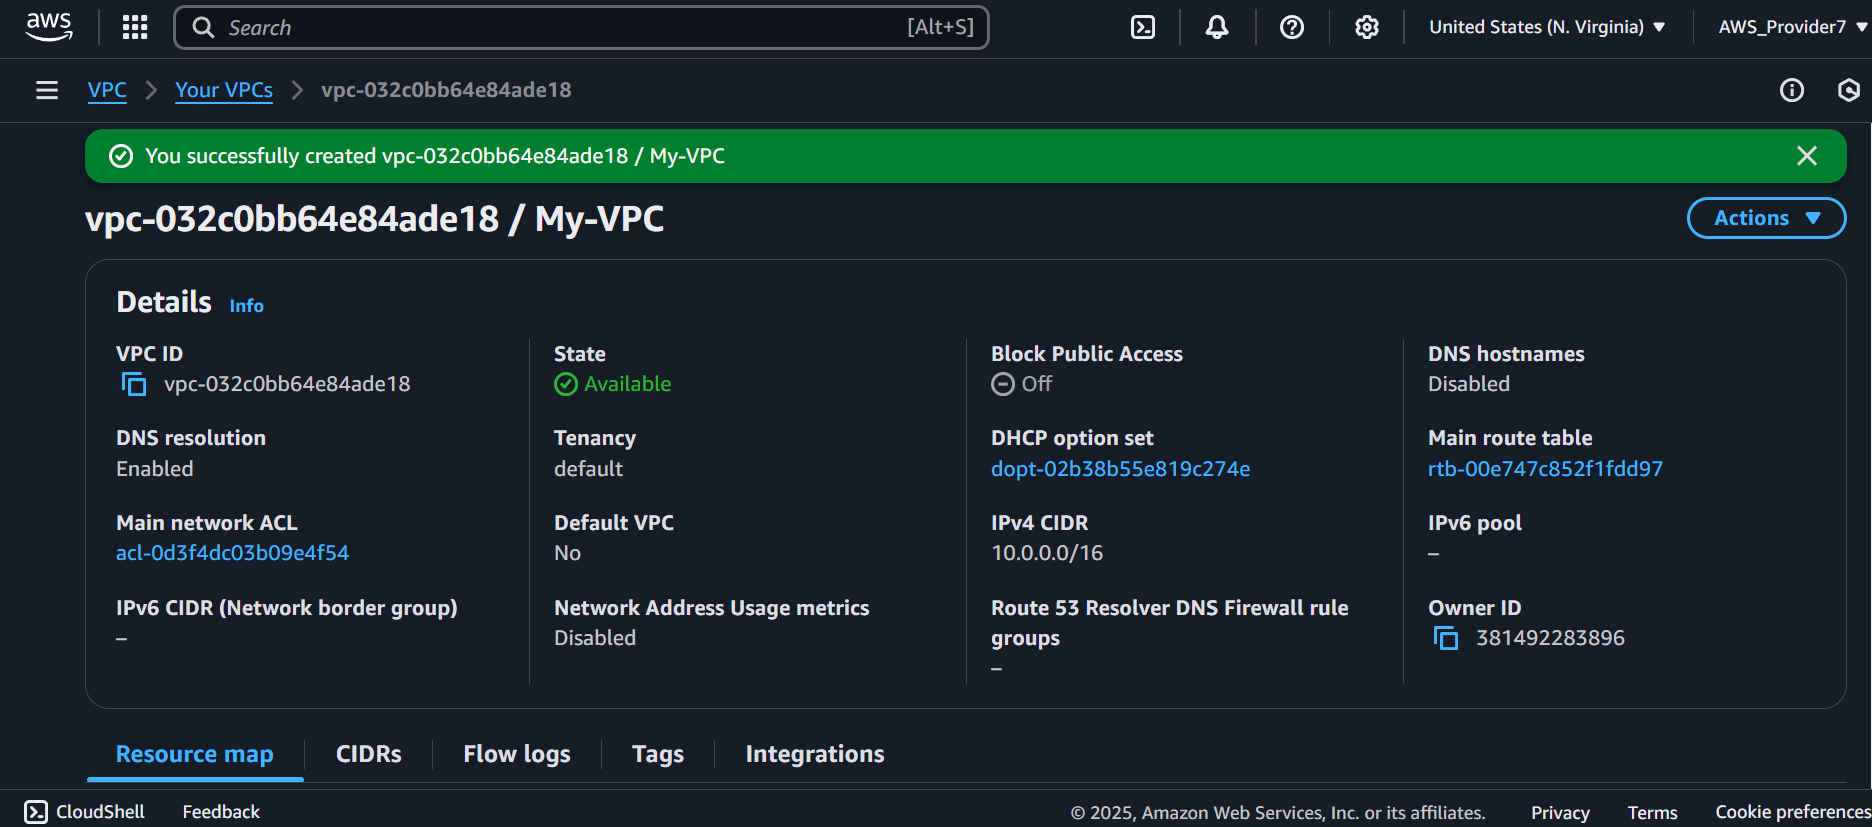 aws
Search [Alt+S]
United States (N. Virginia)
AWS_Provider7
VPC
Your VPCs
vpc-032c0bb64e84ade18
You successfully created vpc-032c0bb64e84ade18 / My-VPC
vpc-032c0bb64e84ade18 / My-VPC
Actions
Details Info
VPC ID
vpc-032c0bb64e84ade18
State
Available
Block Public Access
Off
DNS hostnames
Disabled
DNS resolution
Enabled
Tenancy
default
DHCP option set
dopt-02b38b55e819c274e
Main route table
rtb-00e747c852f1fdd97
Main network ACL
acl-0d3f4dc03b09e4f54
Default VPC
No
IPv4 CIDR
10.0.0.0/16
IPv6 pool
–
IPv6 CIDR (Network border group)
–
Network Address Usage metrics
Disabled
Route 53 Resolver DNS Firewall rule
groups
–
Owner ID
381492283896
Resource map
CIDRs
Flow logs
Tags
Integrations
CloudShell
Feedback
© 2025, Amazon Web Services, Inc. or its affiliates.
Privacy
Terms
Cookie preferences